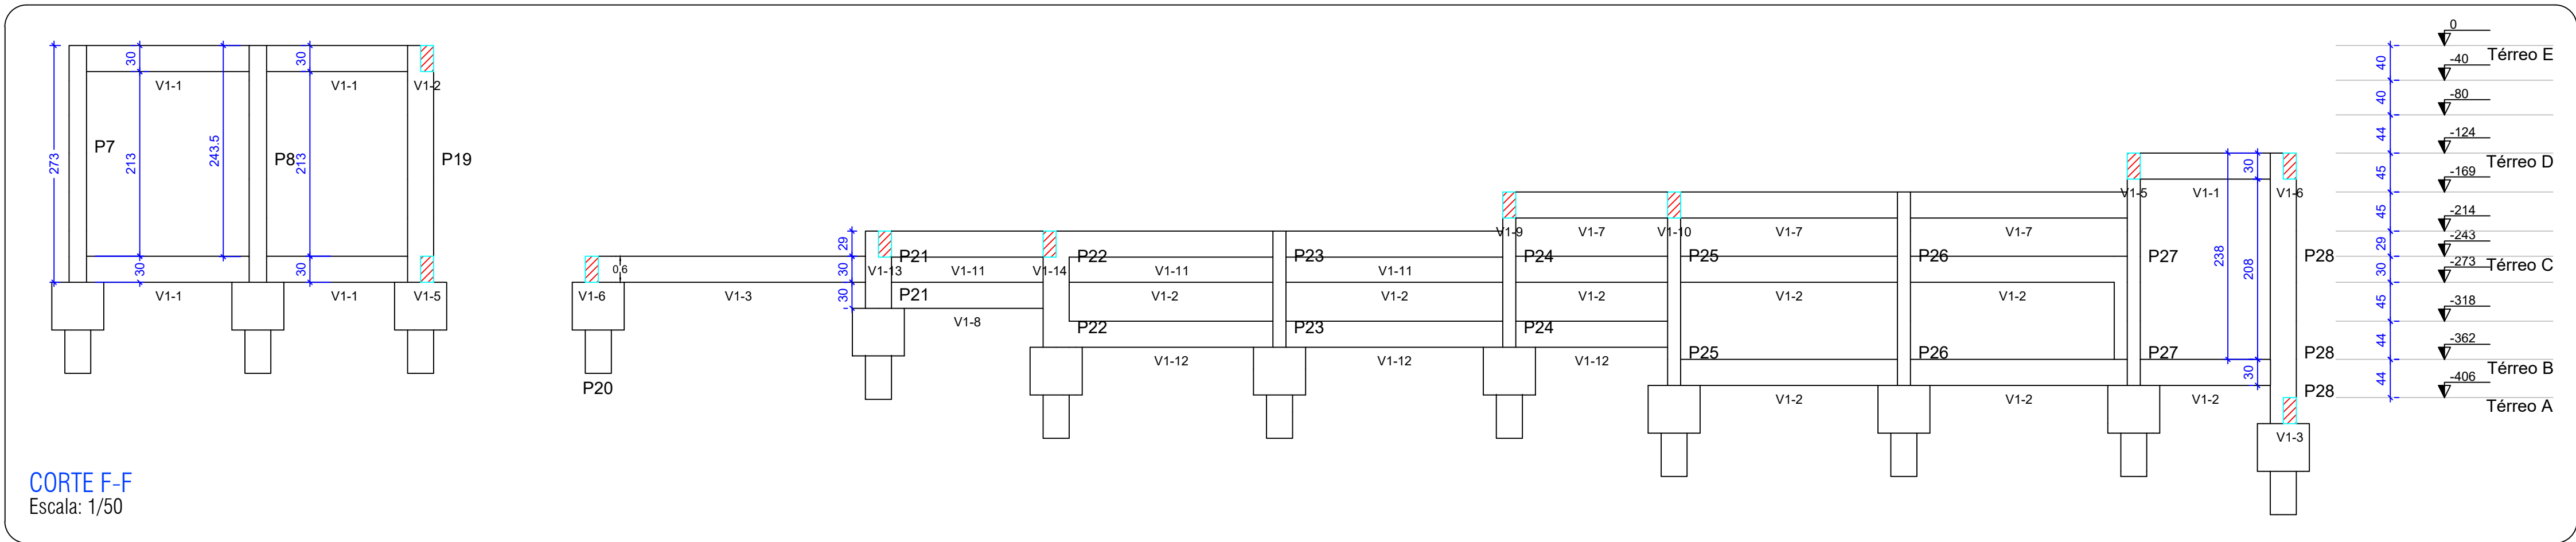 0
Térreo E
-40
-80
-124
Térreo D
-169
-214
-243
-273
Térreo C
-318
-362
Térreo B
-406
Térreo A
40
40
44
45
45
29
30
45
44
44
30
30
V1-1
V1-1
V1-2
273
P7
213
243.5
P8
213
P19
30
30
V1-1
V1-1
V1-5
0,6
V1-6
V1-3
P20
29
30
30
P21
V1-13
V1-11
V1-14
P21
V1-8
P22
V1-11
P23
V1-11
V1-2
V1-2
P22
P23
P24
V1-12
V1-12
V1-12
V1-9
V1-7
V1-10
V1-7
V1-7
P24
P25
P26
P27
V1-2
V1-2
V1-2
P25
P26
P27
V1-2
V1-2
V1-2
V1-5
V1-1
V1-6
30
238
208
30
P28
P28
P28
V1-3
CORTE F-F
Escala: 1/50